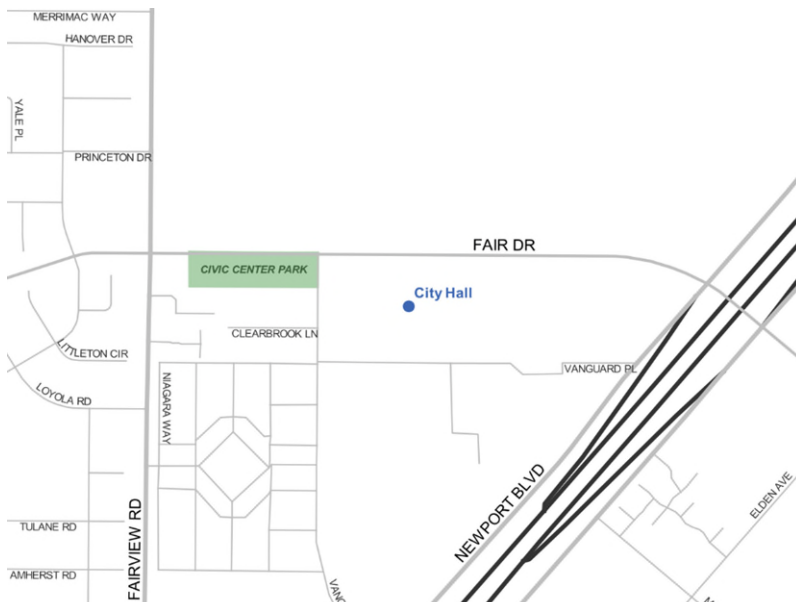 MERRIMAC WAY
HANOVER DR
YALE PL
PRINCETON DR
FAIR DR
CIVIC CENTER PARK
City Hall
CLEARBROOK LN
LITTLETON CIR
VANGUARD PL
LOYOLA RD
NIAGARA WAY
NEWPORT BLVD
ELDEN AVE
FAIRVIEW RD
TULANE RD
AMHERST RD